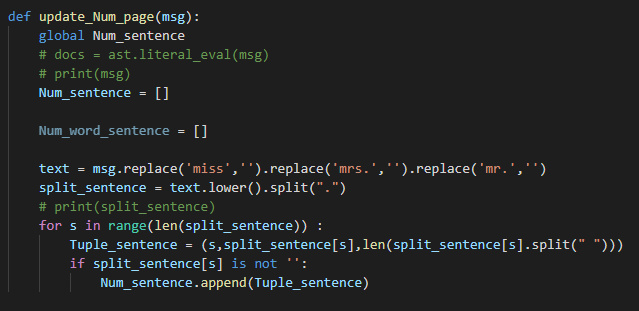 def update_Num_page(msg):
    global Num_sentence
    # docs = ast.literal_eval(msg)
    # print(msg)
    Num_sentence = []

    Num_word_sentence = []

    text = msg.replace('miss','').replace('mrs.','').replace('mr.','')
    split_sentence = text.lower().split(".")
    # print(split_sentence)
    for s in range(len(split_sentence)) :
        Tuple_sentence = (s,split_sentence[s],len(split_sentence[s].split(" ")))
        if split_sentence[s] is not '':
            Num_sentence.append(Tuple_sentence)